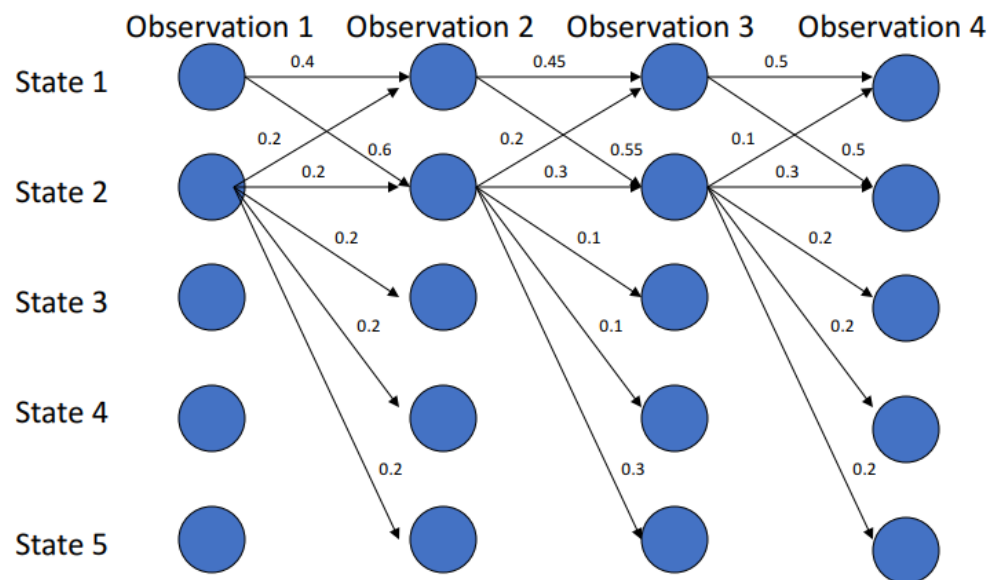 Observation 1 Observation 2 Observation 3 Observation 4
State 1
0.4 0.45 0.5
0.2 0.6 0.2 0.55 0.1 0.5
State 2
0.2 0.3 0.3
0.2 0.1 0.2
State 3
0.2 0.1 0.2
State 4
0.2 0.3 0.2
State 5